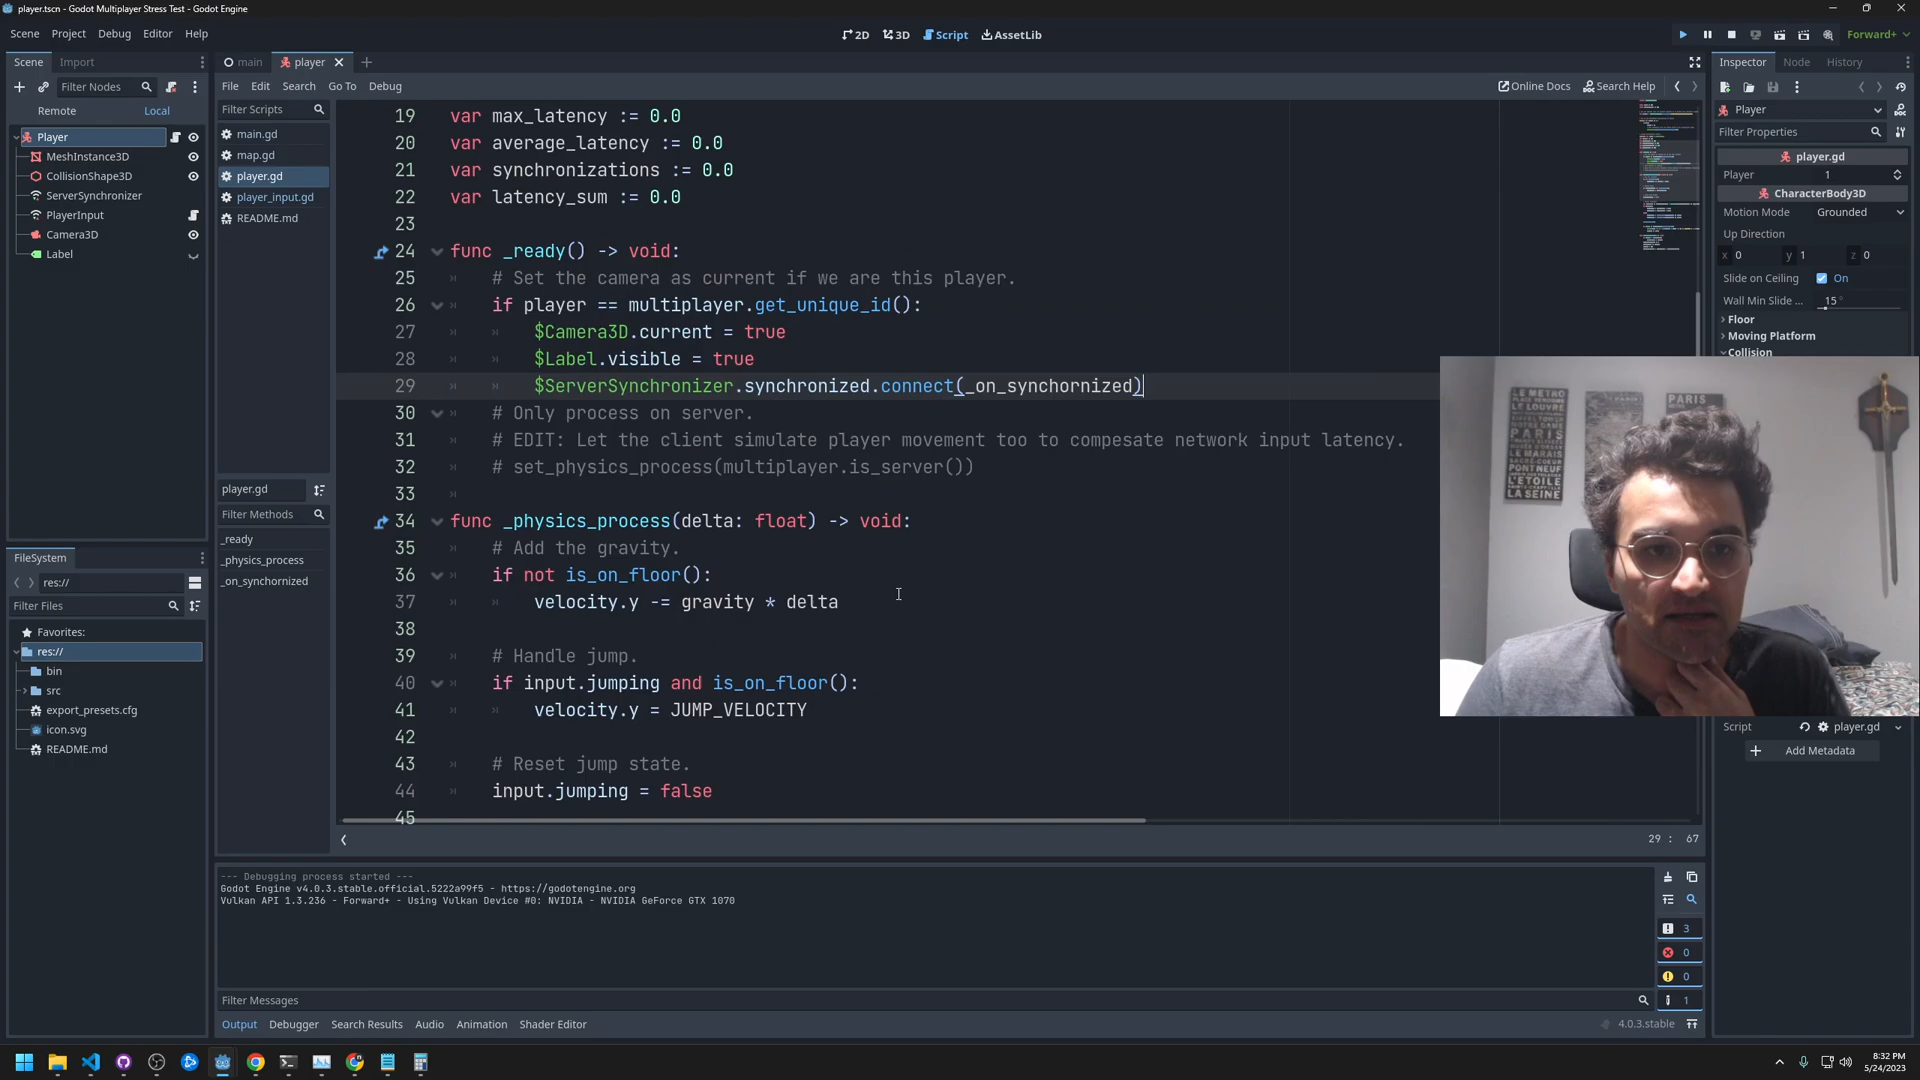 player.tscn - Godot Multiplayer Stress Test - Godot Engine
Scene Project Debug Editor Help
2D 3D Script AssetLib
Forward+
Scene Import
Filter Nodes
Remote Local
Player
MeshInstance3D
CollisionShape3D
ServerSynchronizer
PlayerInput
Camera3D
Label
FileSystem
res://
Filter Files
Favorites:
res://
bin
src
export_presets.cfg
icon.svg
README.md
main player
File Edit Search Go To Debug
Online Docs Search Help
Filter Scripts
main.gd
map.gd
player.gd
player_input.gd
README.md
player.gd
Filter Methods
_ready
_physics_process
_on_synchornized
19 var max_latency := 0.0
20 var average_latency := 0.0
21 var synchronizations := 0.0
22 var latency_sum := 0.0
23
24 func _ready() -> void:
25 # Set the camera as current if we are this player.
26 if player == multiplayer.get_unique_id():
27 $Camera3D.current = true
28 $Label.visible = true
29 $ServerSynchronizer.synchronized.connect(_on_synchornized)
30 # Only process on server.
31 # EDIT: Let the client simulate player movement too to compesate network input latency.
32 # set_physics_process(multiplayer.is_server())
33
34 func _physics_process(delta: float) -> void:
35 # Add the gravity.
36 if not is_on_floor():
37 velocity.y -= gravity * delta
38
39 # Handle jump.
40 if input.jumping and is_on_floor():
41 velocity.y = JUMP_VELOCITY
42
43 # Reset jump state.
44 input.jumping = false
45
29 : 67
--- Debugging process started ---
Godot Engine v4.0.3.stable.official.5222a99f5 - https://godotengine.org
Vulkan API 1.3.236 - Forward+ - Using Vulkan Device #0: NVIDIA - NVIDIA GeForce GTX 1070
3
0
0
1
Filter Messages
Output Debugger Search Results Audio Animation Shader Editor
4.0.3.stable
Inspector Node History
Player
Filter Properties
player.gd
Player 1
CharacterBody3D
Motion Mode Grounded
Up Direction
x 0 y 1 z 0
Slide on Ceiling On
Wall Min Slide ... 15 °
Floor
Moving Platform
Collision
LE METRO
PLACE VENDOME
LE LOUVRE
PARIS
Script player.gd
Add Metadata
8:32 PM
5/24/2023